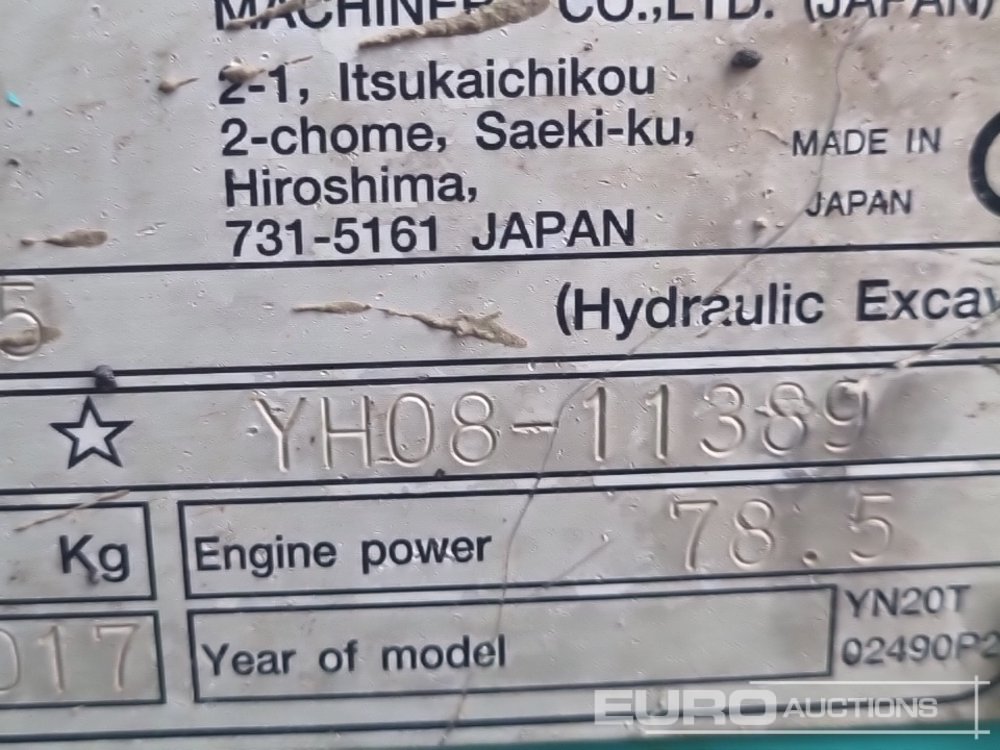 MACHINERY CO.,LTD. (JAPAN)
2-1, Itsukaichikou
2-chome, Saeki-ku,
Hiroshima,
731-5161 JAPAN
MADE IN
JAPAN
5
(Hydraulic Excav
☆ YH08-11389
Kg
Engine power 78.5
017
Year of model
YN20T
02490P2
EURO AUCTIONS